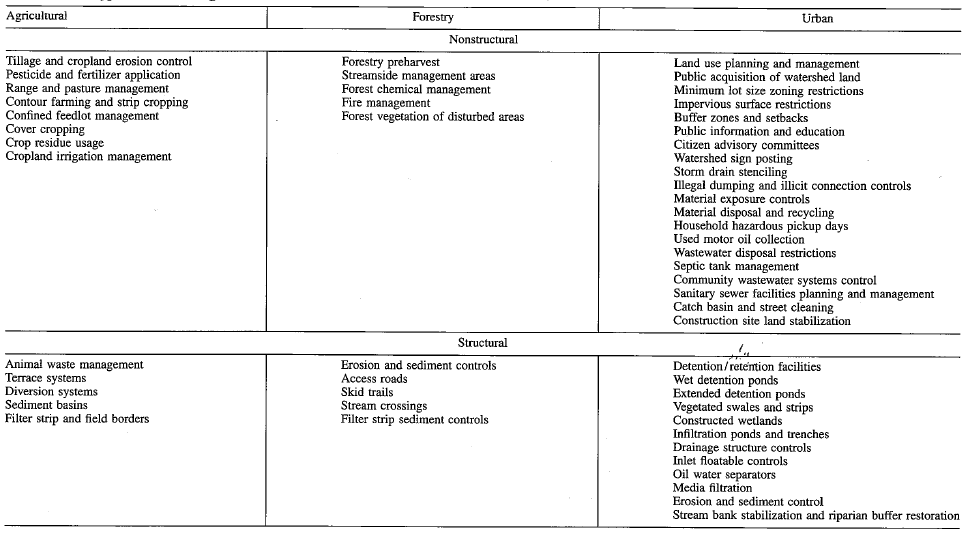 Agricultural
Forestry
Urban
Nonstructural
Tillage and cropland erosion control
Pesticide and fertilizer application
Range and pasture management
Contour farming and strip cropping
Confined feedlot management
Cover cropping
Crop residue usage
Cropland irrigation management
Forestry preharvest
Streamside management areas
Forest chemical management
Fire management
Forest vegetation of disturbed areas
Land use planning and management
Public acquisition of watershed land
Minimum lot size zoning restrictions
Impervious surface restrictions
Buffer zones and setbacks
Public information and education
Citizen advisory committees
Watershed sign posting
Storm drain stenciling
Illegal dumping and illicit connection controls
Material exposure controls
Material disposal and recycling
Household hazardous pickup days
Used motor oil collection
Wastewater disposal restrictions
Septic tank management
Community wastewater systems control
Sanitary sewer facilities planning and management
Catch basin and street cleaning
Construction site land stabilization
Structural
Animal waste management
Terrace systems
Diversion systems
Sediment basins
Filter strip and field borders
Erosion and sediment controls
Access roads
Skid trails
Stream crossings
Filter strip sediment controls
Detention/retention facilities
Wet detention ponds
Extended detention ponds
Vegetated swales and strips
Constructed wetlands
Infiltration ponds and trenches
Drainage structure controls
Inlet floatable controls
Oil water separators
Media filtration
Erosion and sediment control
Stream bank stabilization and riparian buffer restoration